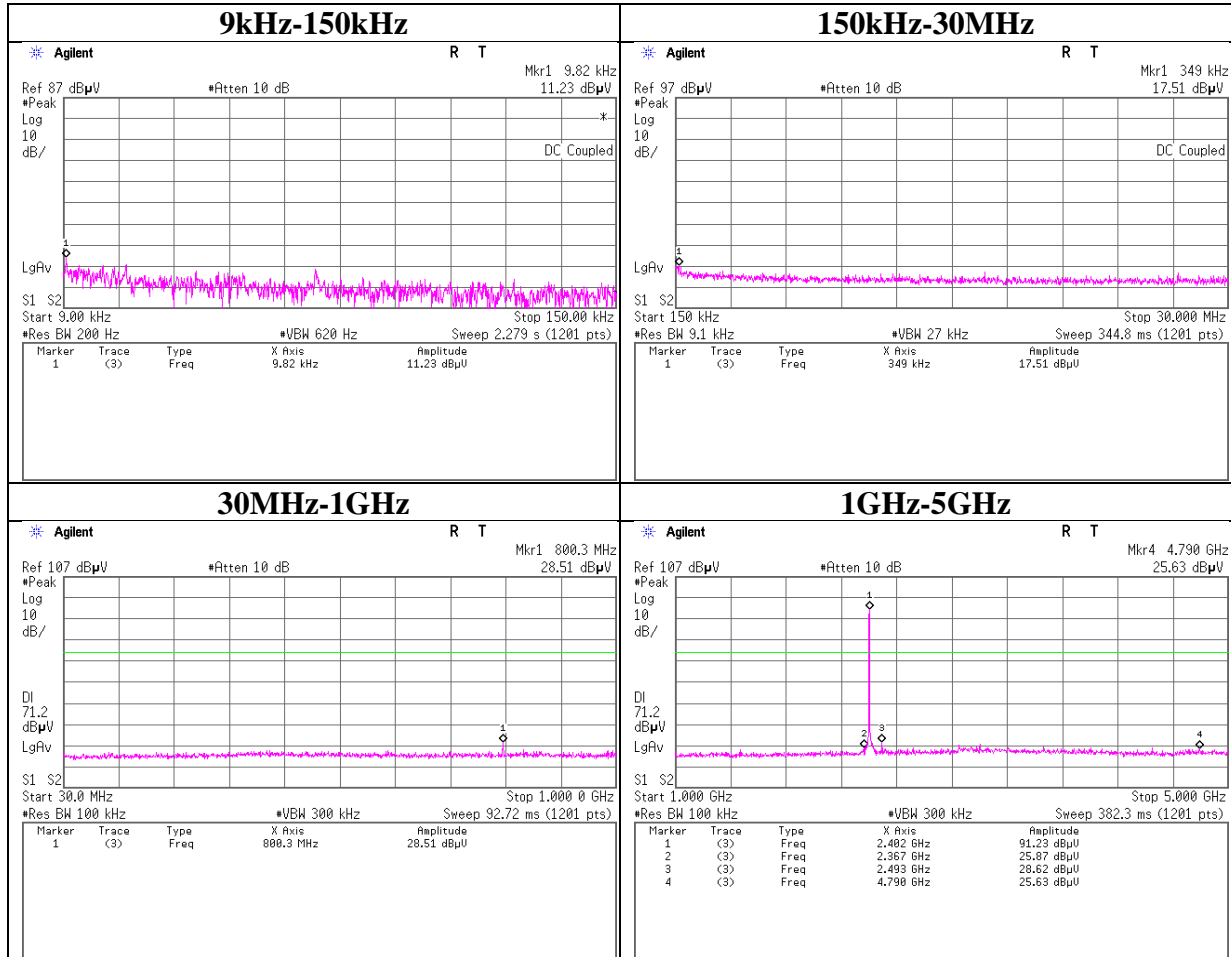 9kHz-150kHz
Agilent R T
Mkr1 9.82 kHz
Ref 87 dBµV #Atten 10 dB 11.23 dBµV
#Peak
Log
10
dB/
DC Coupled
1
LgAv
S1 S2
Start 9.00 kHz Stop 150.00 kHz
#Res BW 200 Hz #VBW 620 Hz Sweep 2.279 s (1201 pts)
Marker Trace Type X Axis Amplitude
1 (3) Freq 9.82 kHz 11.23 dBµV
150kHz-30MHz
Agilent R T
Mkr1 349 kHz
Ref 97 dBµV #Atten 10 dB 17.51 dBµV
#Peak
Log
10
dB/
DC Coupled
1
LgAv
S1 S2
Start 150 kHz Stop 30.000 MHz
#Res BW 9.1 kHz #VBW 27 kHz Sweep 344.8 ms (1201 pts)
Marker Trace Type X Axis Amplitude
1 (3) Freq 349 kHz 17.51 dBµV
30MHz-1GHz
Agilent R T
Mkr1 800.3 MHz
Ref 107 dBµV #Atten 10 dB 28.51 dBµV
#Peak
Log
10
dB/
DI
71.2
dBµV
1
LgAv
S1 S2
Start 30.0 MHz Stop 1.000 0 GHz
#Res BW 100 kHz #VBW 300 kHz Sweep 92.72 ms (1201 pts)
Marker Trace Type X Axis Amplitude
1 (3) Freq 800.3 MHz 28.51 dBµV
1GHz-5GHz
Agilent R T
Mkr4 4.790 GHz
Ref 107 dBµV #Atten 10 dB 25.63 dBµV
#Peak
1
Log
10
dB/
DI
71.2
dBµV
2 3 4
LgAv
S1 S2
Start 1.000 GHz Stop 5.000 GHz
#Res BW 100 kHz #VBW 300 kHz Sweep 382.3 ms (1201 pts)
Marker Trace Type X Axis Amplitude
1 (3) Freq 2.402 GHz 91.23 dBµV
2 (3) Freq 2.367 GHz 25.87 dBµV
3 (3) Freq 2.493 GHz 28.62 dBµV
4 (3) Freq 4.790 GHz 25.63 dBµV